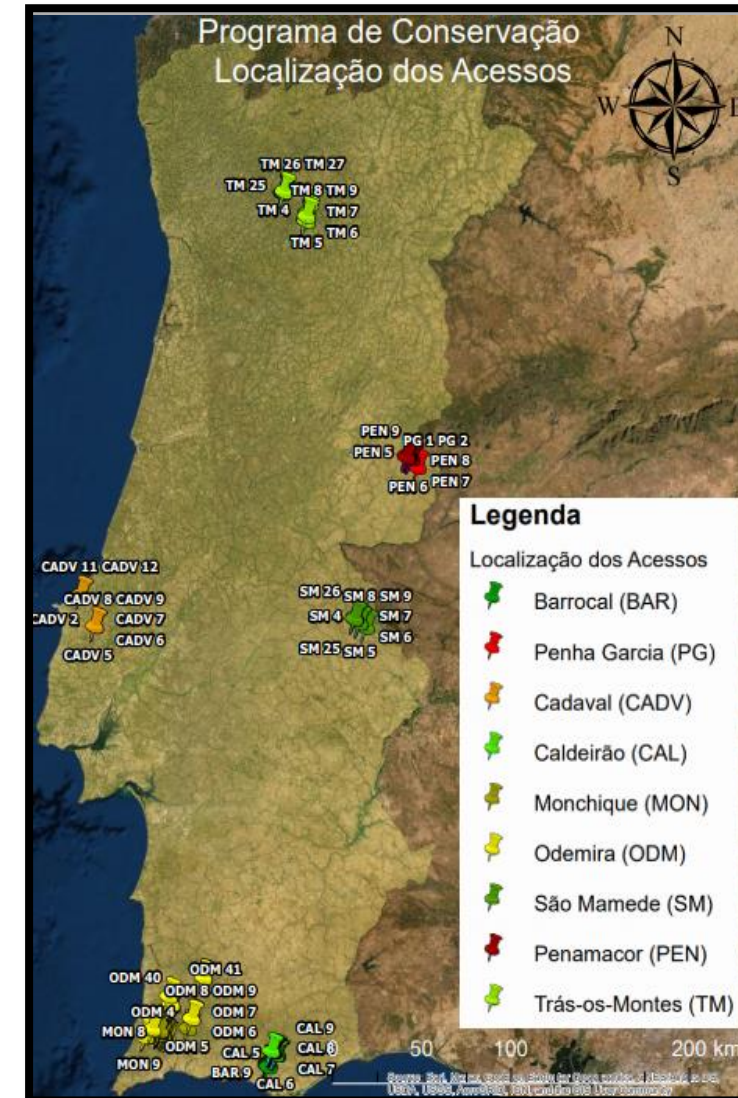 Programa de Conservação
Localização dos Acessos
N
W
E
S
TM 26 TM 27
TM 25
TM 8 TM 9
TM 4
TM 7
TM 6
TM 5
PEN 9
PG 1 PG 2
PEN 5
PEN 8
PEN 6
PEN 7
CADV 11 CADV 12
CADV 8 CADV 9
CADV 2
CADV 7
CADV 6
CADV 5
SM 26
SM 8 SM 9
SM 4
SM 7
SM 6
SM 25
SM 5
ODM 41
ODM 40
ODM 8 ODM 9
ODM 4
ODM 7
MON 8
ODM 6
ODM 5
MON 9
CAL 9
CAL 5
CAL 8
BAR 9
CAL 7
CAL 6
Legenda
Localização dos Acessos
Barrocal (BAR)
Penha Garcia (PG)
Cadaval (CADV)
Caldeirão (CAL)
Monchique (MON)
Odemira (ODM)
São Mamede (SM)
Penamacor (PEN)
Trás-os-Montes (TM)
50 100 200 km